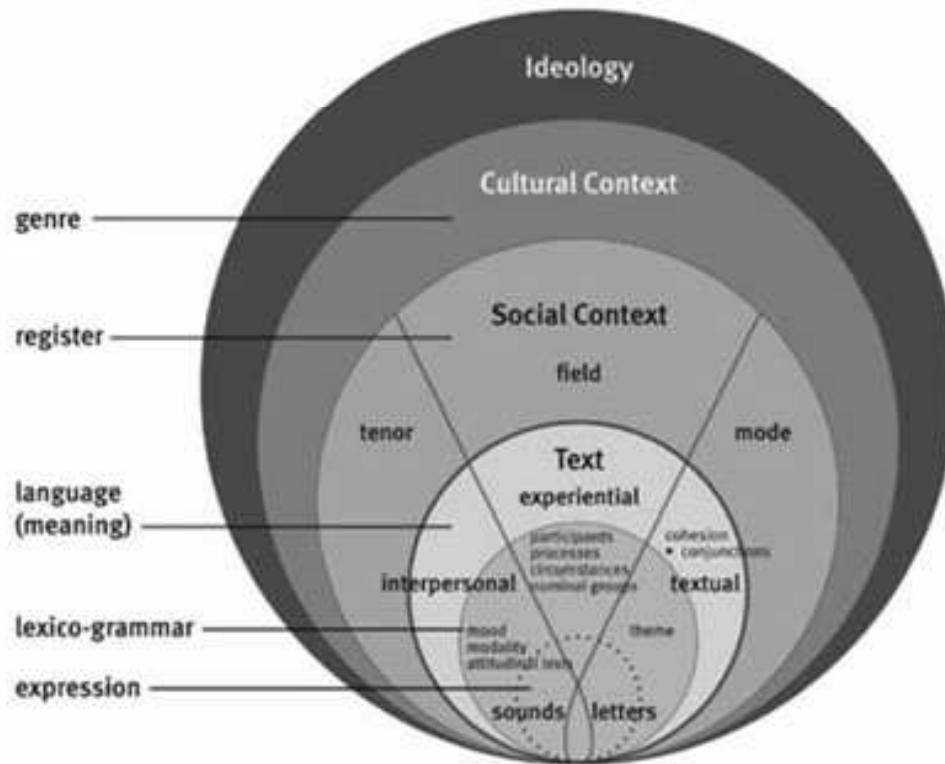 Ideology
Cultural Context
genre
Social Context
register
field
tenor
mode
Text
experiential
language
(meaning)
participants
processes
circumstances
nominal groups
cohesion
• conjunctions
interpersonal
textual
lexico-grammar
mood
modality
attitudinal lexis
theme
expression
sounds
letters